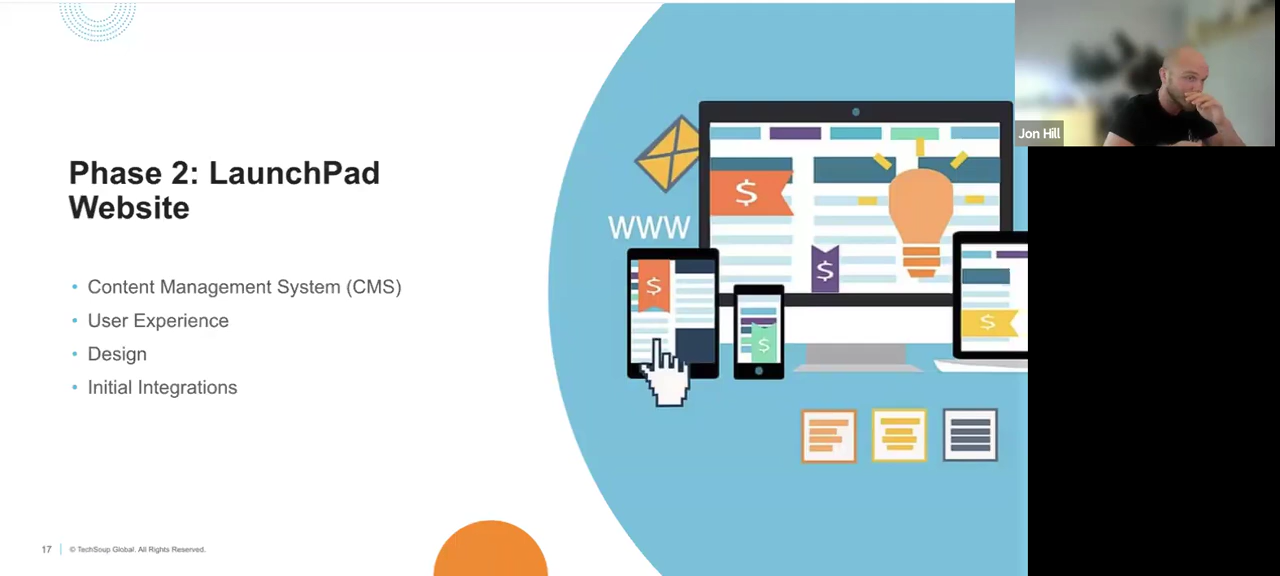 Phase 2: LaunchPad
Website
• Content Management System (CMS)
• User Experience
• Design
• Initial Integrations
WWW
$
$
$
$
$
Jon Hill
17 | © TechSoup Global. All Rights Reserved.